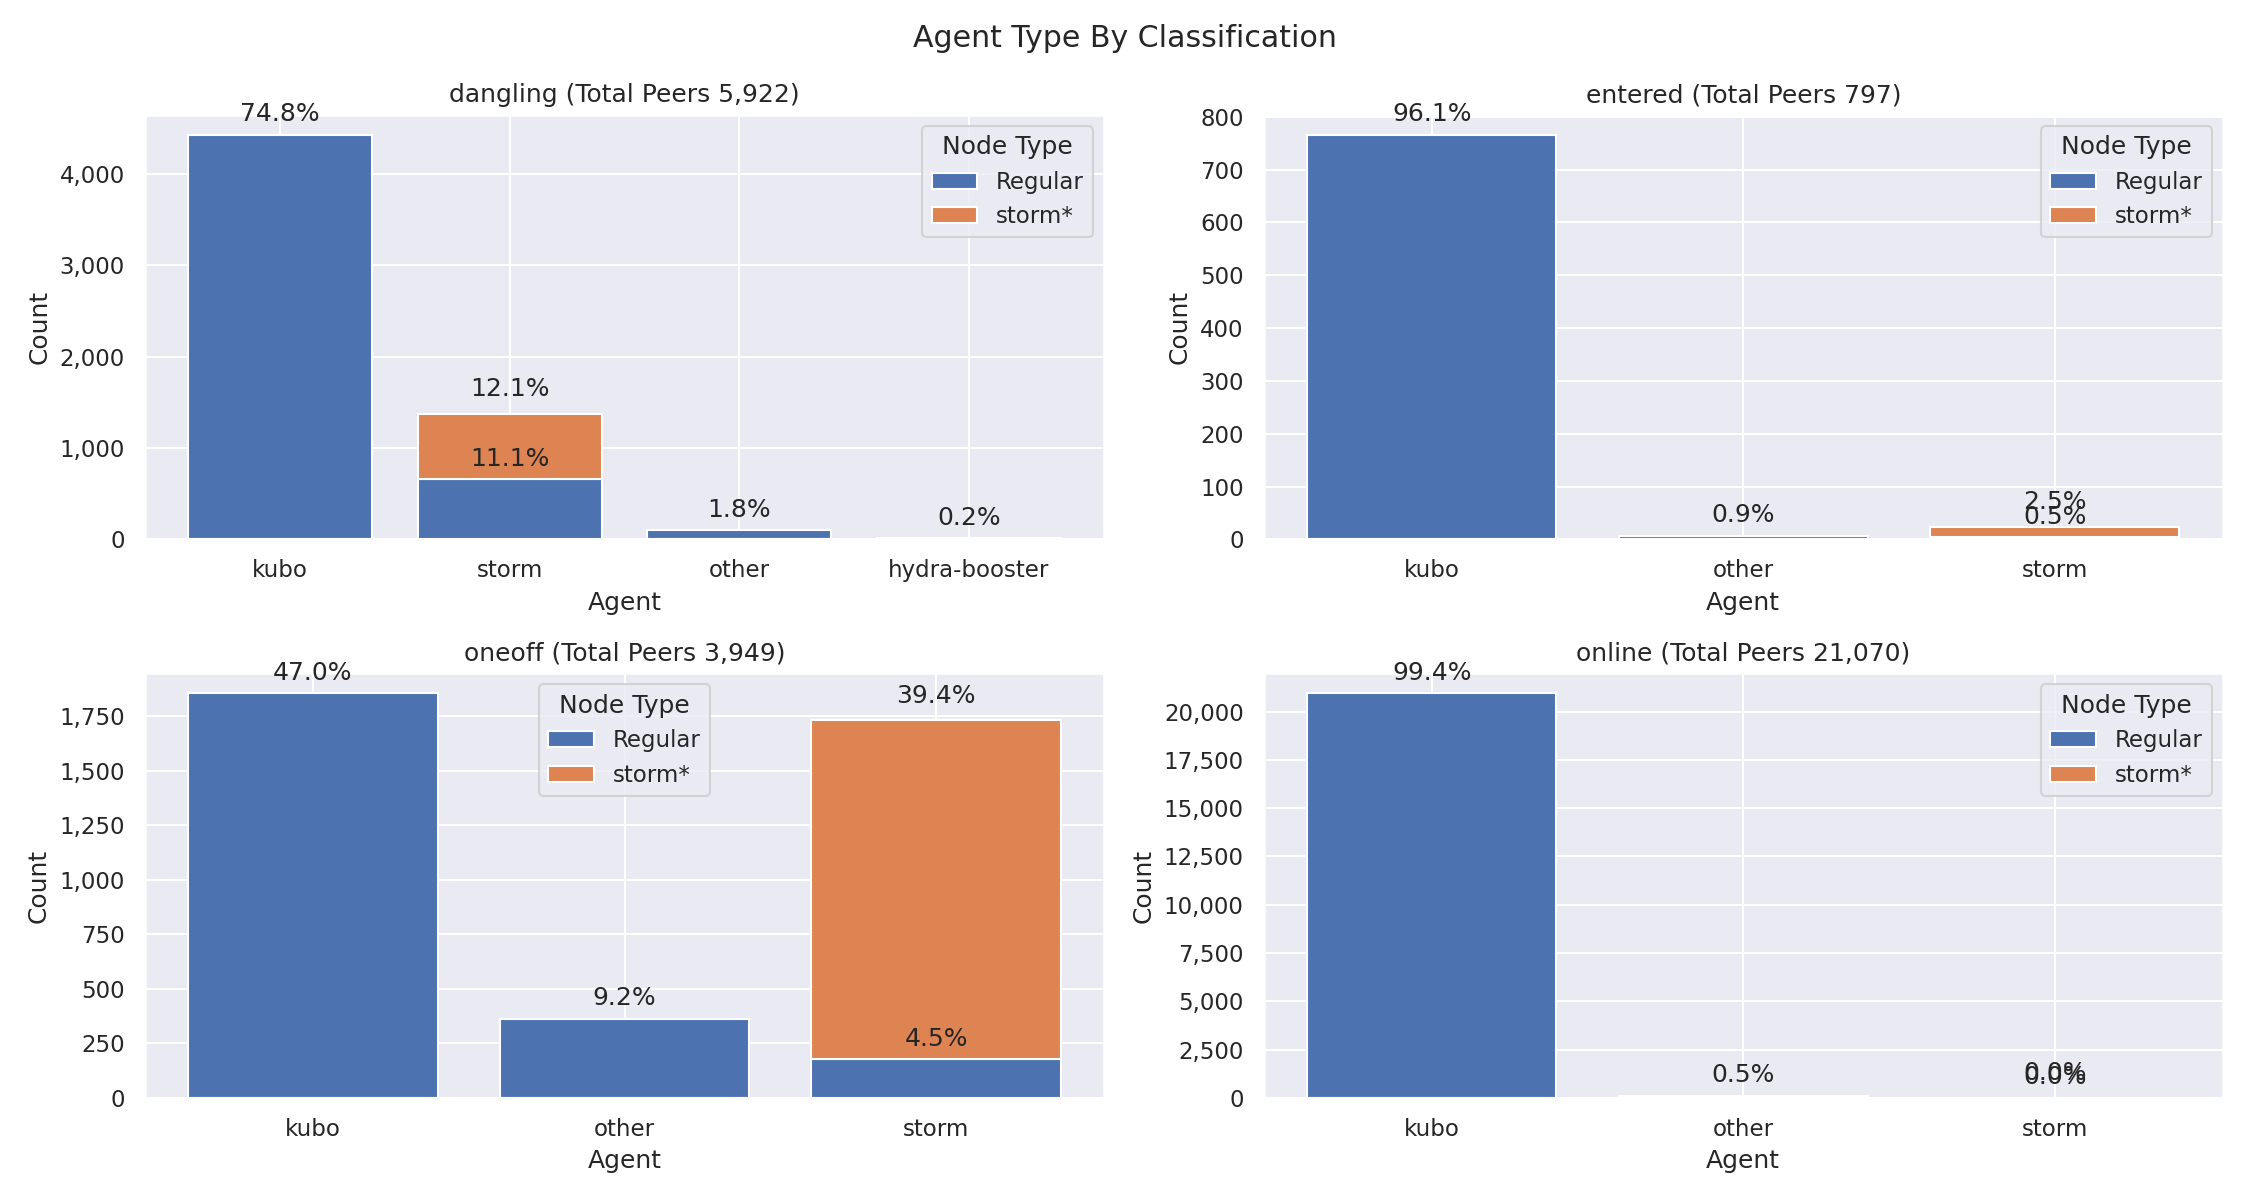 Agent Type By Classification
dangling (Total Peers 5,922)
74.8%
12.1%
11.1%
1.8%
0.2%
Node Type
Regular
storm*
4,000
3,000
2,000
1,000
0
Count
kubo
storm
other
hydra-booster
Agent
entered (Total Peers 797)
96.1%
0.9%
2.5%
0.5%
Node Type
Regular
storm*
800
700
600
500
400
300
200
100
0
Count
kubo
other
storm
Agent
oneoff (Total Peers 3,949)
47.0%
9.2%
39.4%
4.5%
Node Type
Regular
storm*
1,750
1,500
1,250
1,000
750
500
250
0
Count
kubo
other
storm
Agent
online (Total Peers 21,070)
99.4%
0.5%
0.0%
0.0%
Node Type
Regular
storm*
20,000
17,500
15,000
12,500
10,000
7,500
5,000
2,500
0
Count
kubo
other
storm
Agent